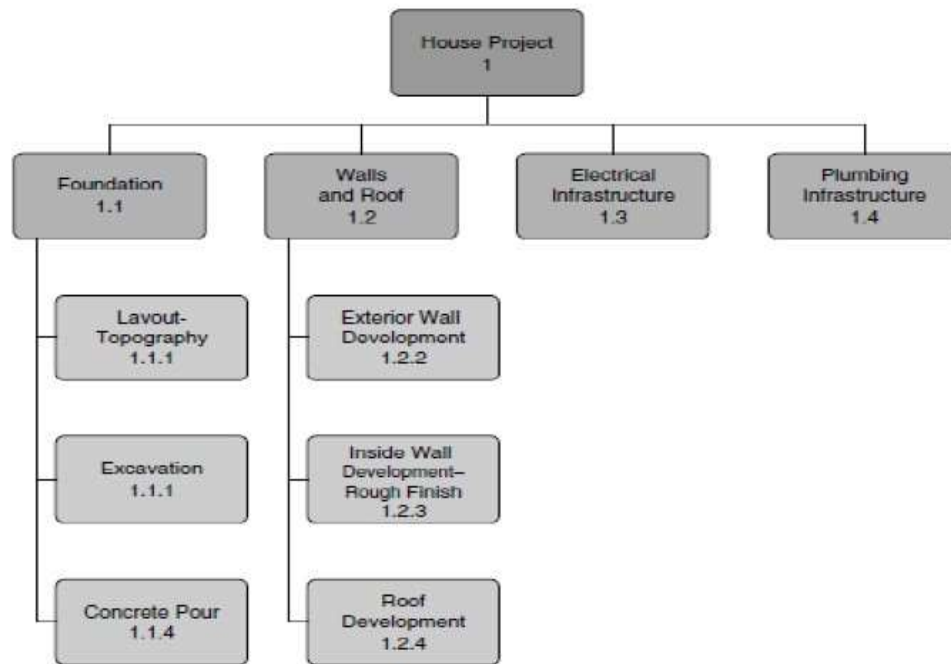 House Project
1
Foundation
1.1
Walls
and Roof
1.2
Electrical
Infrastructure
1.3
Plumbing
Infrastructure
1.4
Lavout-
Topography
1.1.1
Exterior Wall
Development
1.2.2
Excavation
1.1.1
Inside Wall
Development–
Rough Finish
1.2.3
Concrete Pour
1.1.4
Roof
Development
1.2.4